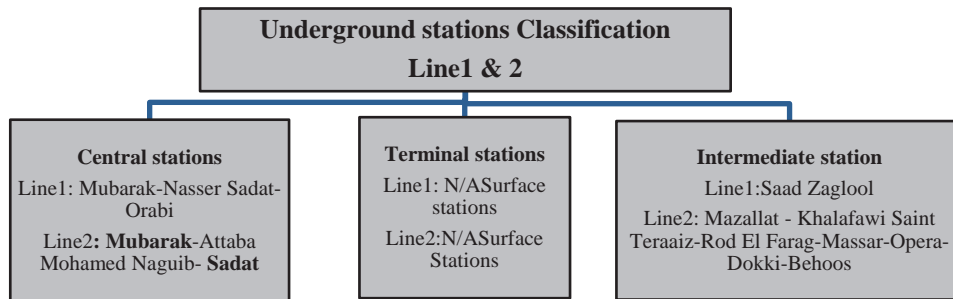 Underground stations Classification
Line1 & 2
Central stations
Line1: Mubarak-Nasser Sadat-
Orabi
Line2: Mubarak-Attaba
Mohamed Naguib- Sadat
Terminal stations
Line1: N/ASurface
stations
Line2:N/ASurface
Stations
Intermediate station
Line1:Saad Zaglool
Line2: Mazallat - Khalafawi Saint
Teraaiz-Rod El Farag-Massar-Opera-
Dokki-Behoos